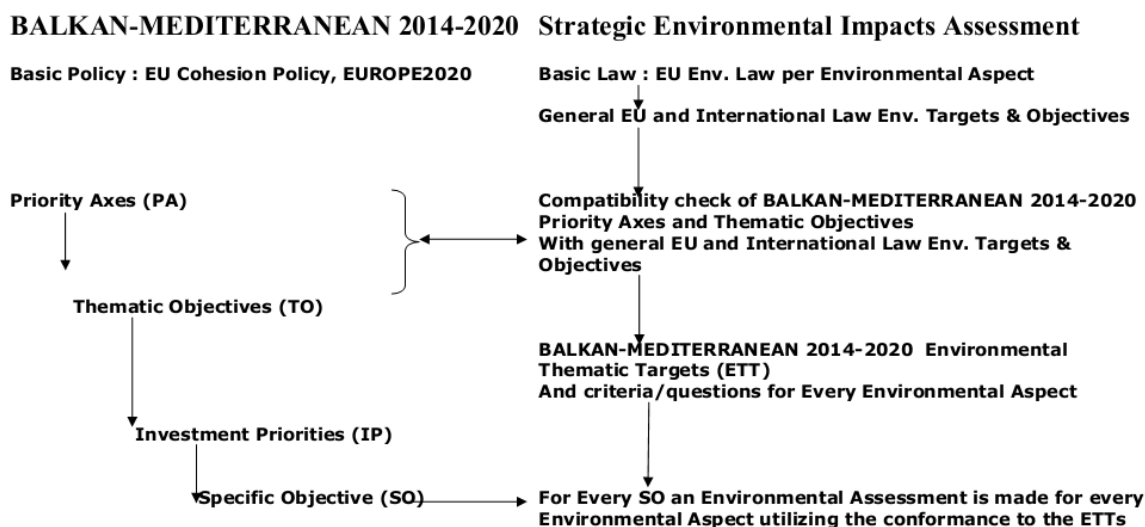 BALKAN-MEDITERRANEAN 2014-2020 Strategic Environmental Impacts Assessment
Basic Policy : EU Cohesion Policy, EUROPE2020
Basic Law : EU Env. Law per Environmental Aspect
General EU and International Law Env. Targets & Objectives
Priority Axes (PA)
Compatibility check of BALKAN-MEDITERRANEAN 2014-2020
Priority Axes and Thematic Objectives
With general EU and International Law Env. Targets &
Objectives
Thematic Objectives (TO)
BALKAN-MEDITERRANEAN 2014-2020 Environmental
Thematic Targets (ETT)
And criteria/questions for Every Environmental Aspect
Investment Priorities (IP)
Specific Objective (SO)
For Every SO an Environmental Assessment is made for every
Environmental Aspect utilizing the conformance to the ETTs